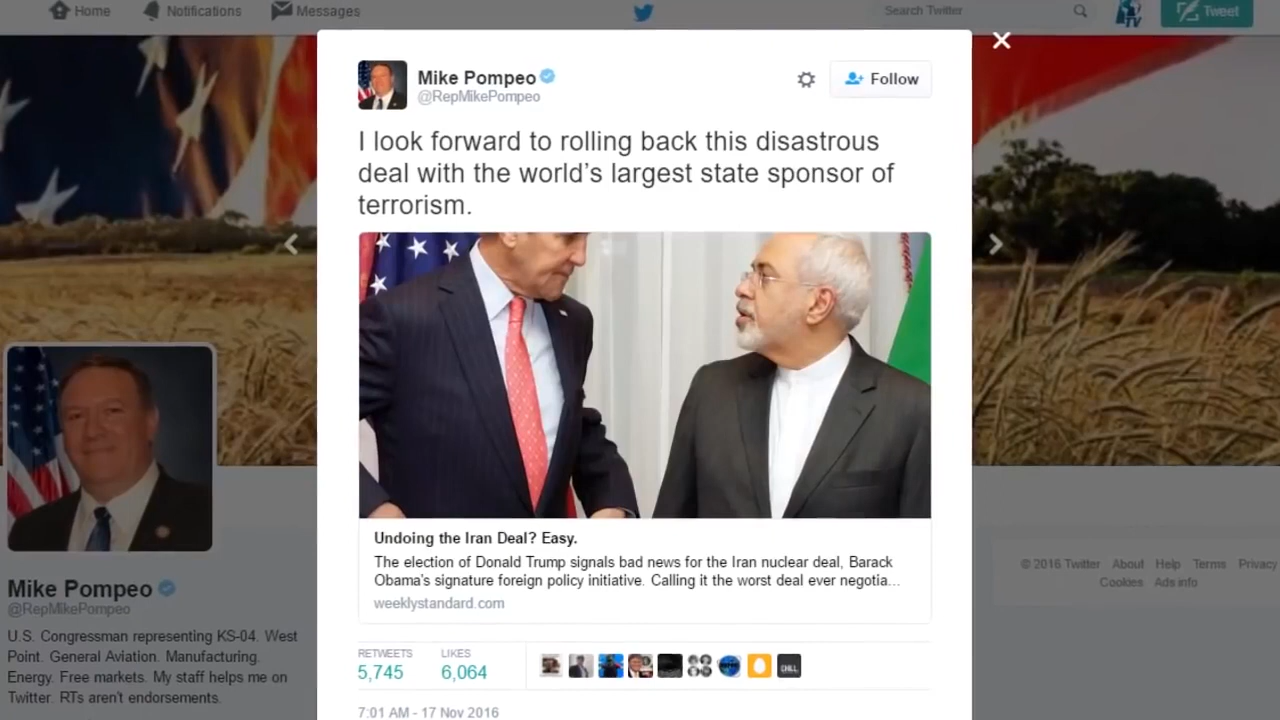 Home
Notifications
Messages
Search Twitter
Tweet
Mike Pompeo
@RepMikePompeo
Follow
I look forward to rolling back this disastrous
deal with the world’s largest state sponsor of
terrorism.
Undoing the Iran Deal? Easy.
The election of Donald Trump signals bad news for the Iran nuclear deal, Barack
Obama's signature foreign policy initiative. Calling it the worst deal ever negotia...
weeklystandard.com
RETWEETS
LIKES
5,745
6,064
CHILL
7:01 AM - 17 Nov 2016
Mike Pompeo
@RepMikePompeo
U.S. Congressman representing KS-04. West
Point. General Aviation. Manufacturing.
Energy. Free markets. My staff helps me on
Twitter. RTs aren't endorsements.
© 2016 Twitter About Help Terms Privacy
Cookies Ads info